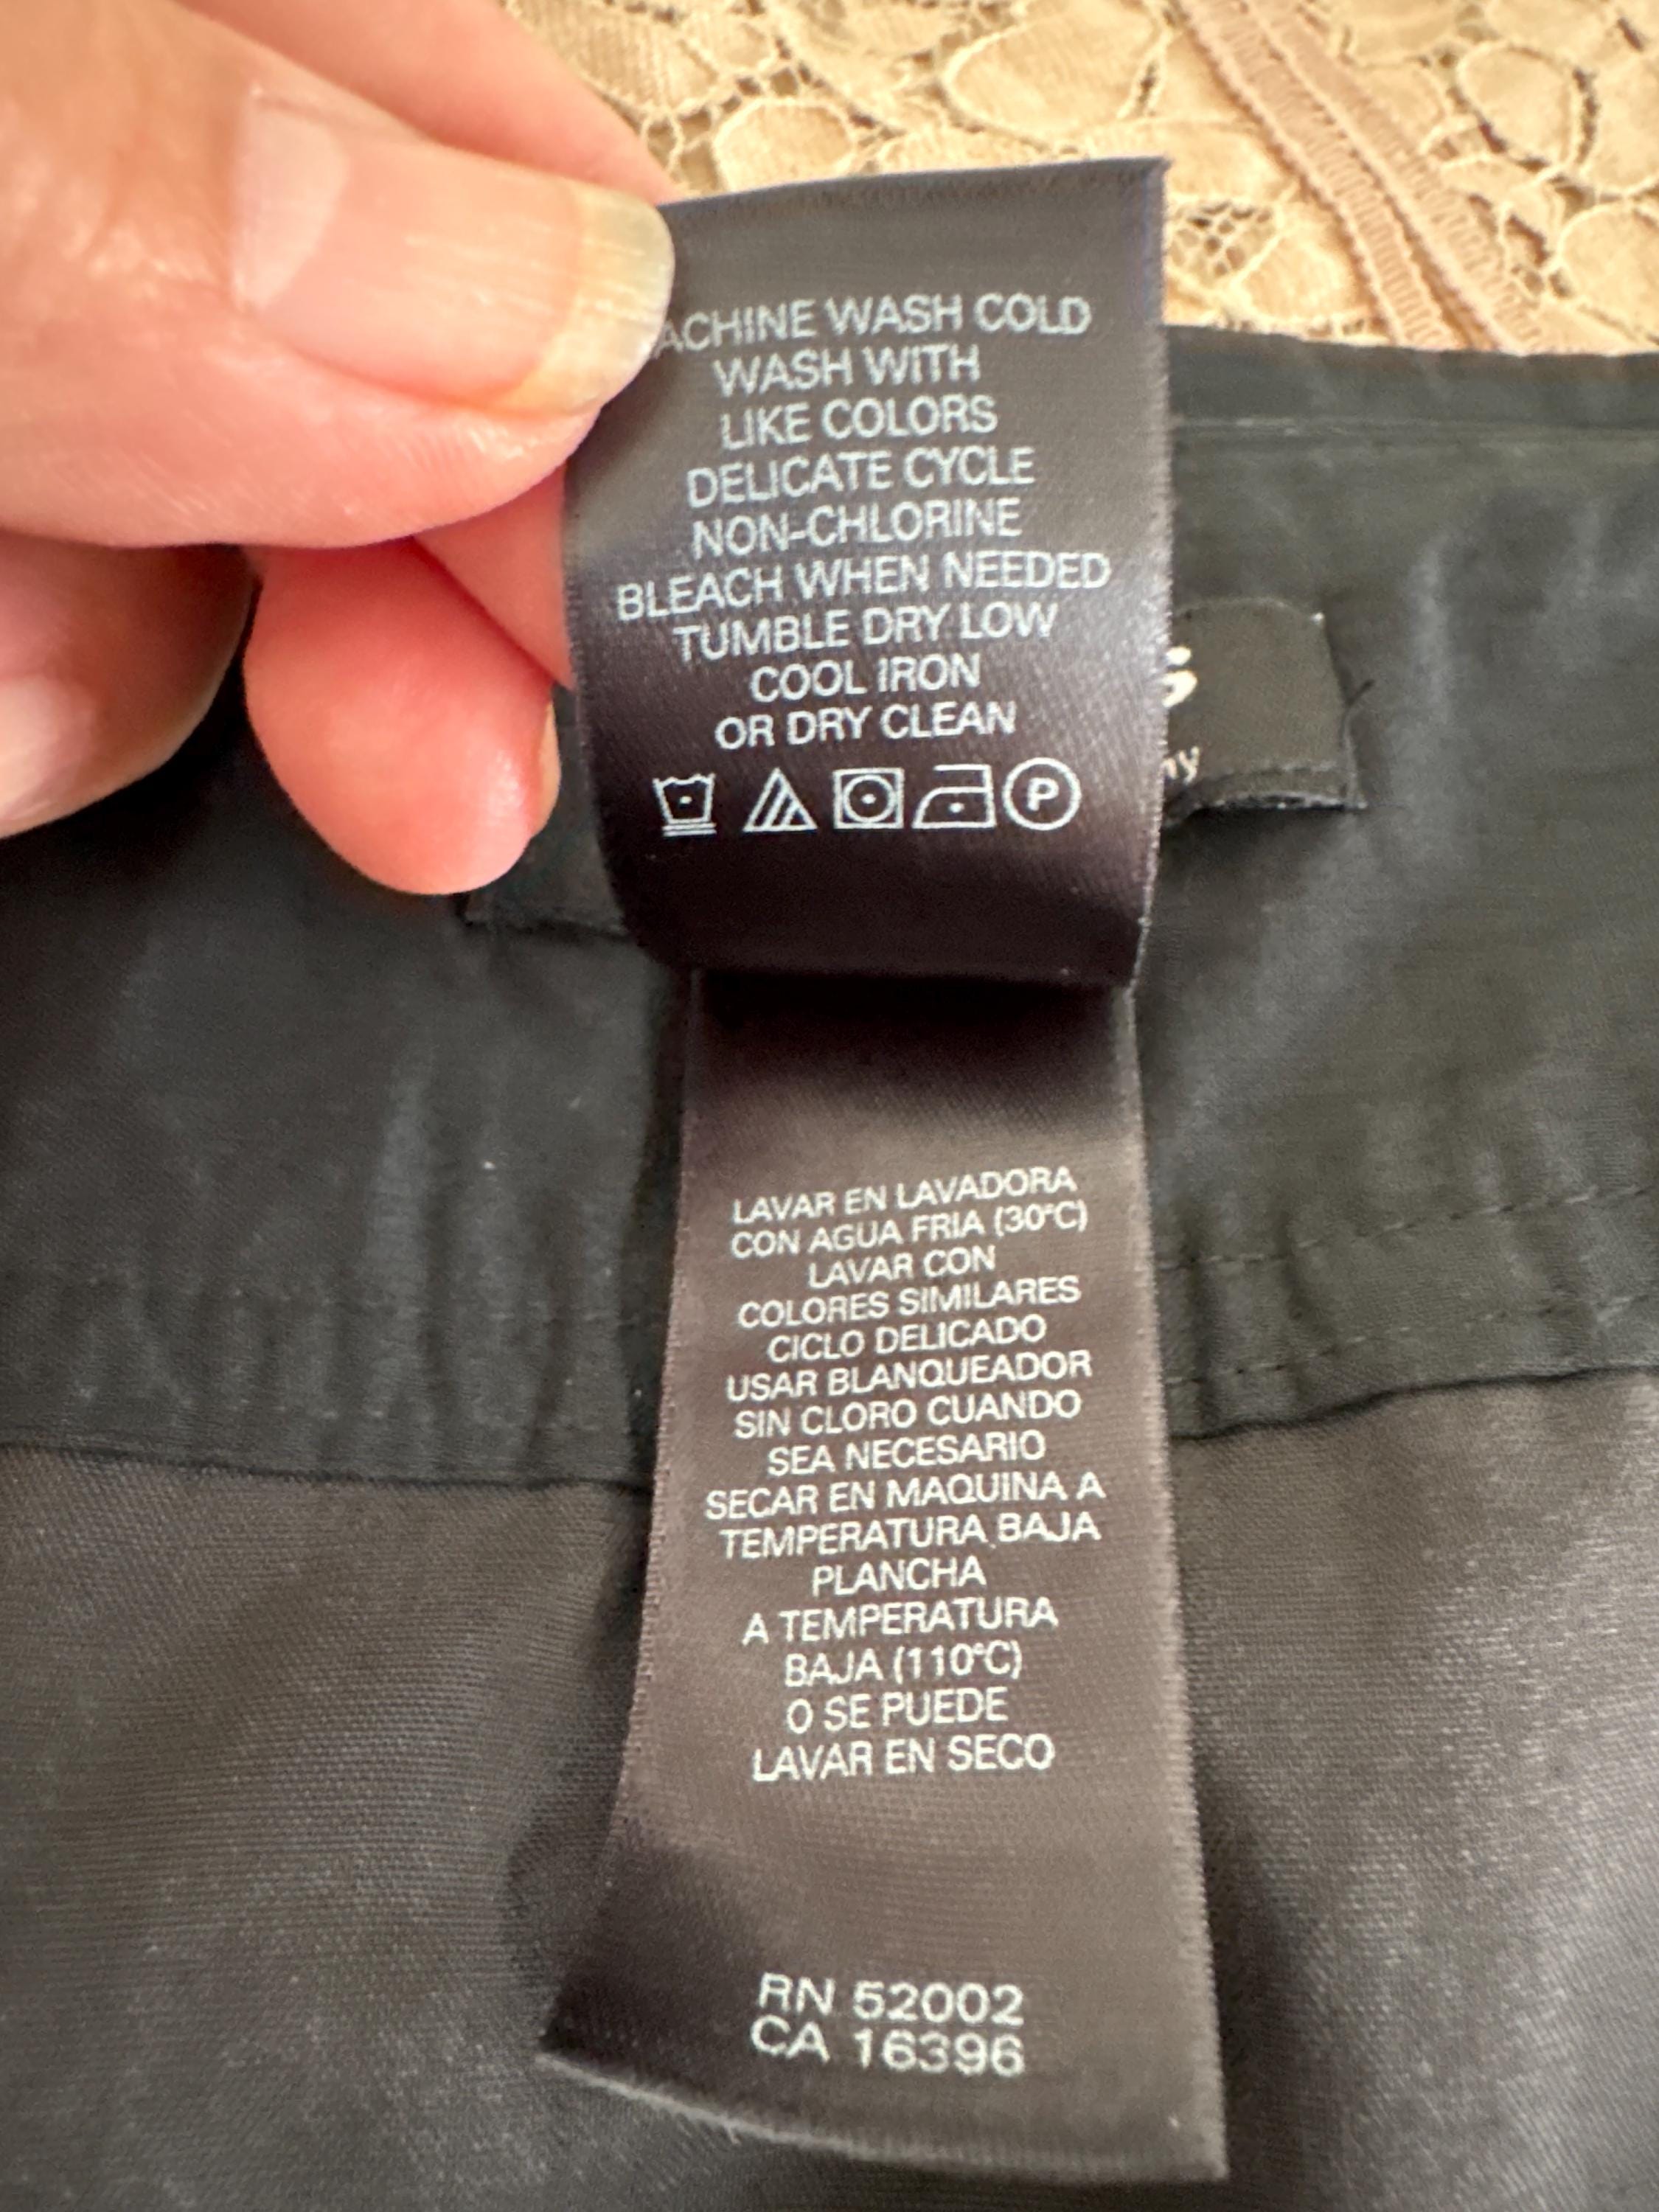 ACHINE WASH COLD
WASH WITH
LIKE COLORS
DELICATE CYCLE
NON-CHLORINE
BLEACH WHEN NEEDED
TUMBLE DRY LOW
COOL IRON
OR DRY CLEAN
P
LAVAR EN LAVADORA
CON AGUA FRIA (30°C)
LAVAR CON
COLORES SIMILARES
CICLO DELICADO
USAR BLANQUEADOR
SIN CLORO CUANDO
SEA NECESARIO
SECAR EN MAQUINA A
TEMPERATURA BAJA
PLANCHA
A TEMPERATURA
BAJA (110°C)
O SE PUEDE
LAVAR EN SECO
RN 52002
CA 16396